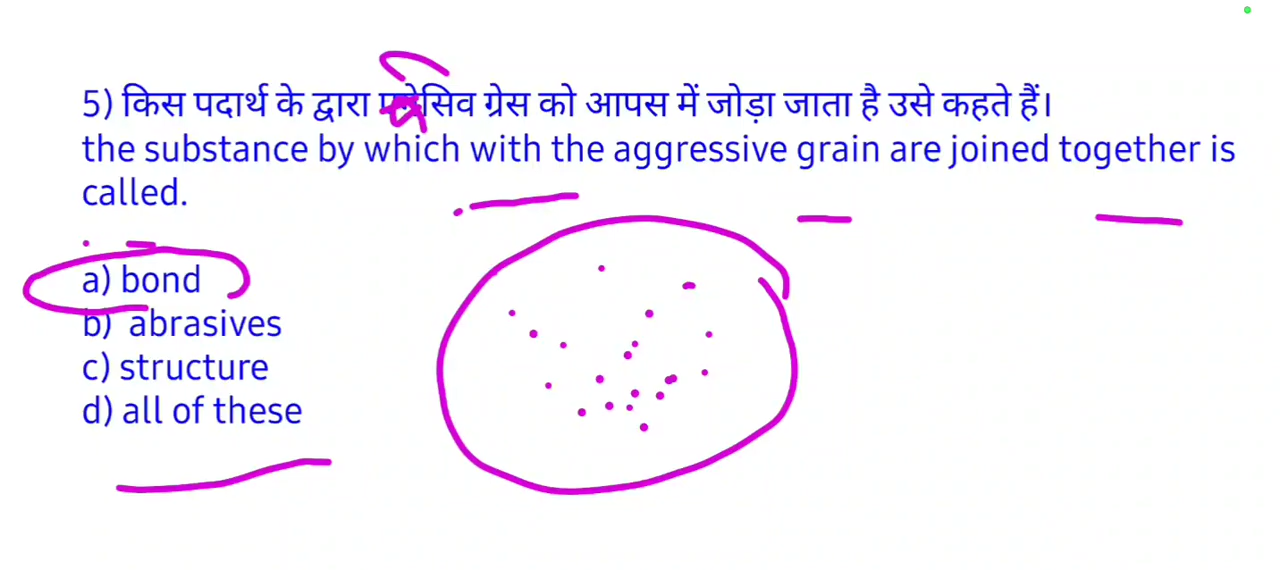 5) किस पदार्थ के द्वारा ग्रेस को आपस में जोड़ा जाता है उसे कहते हैं।
the substance by which with the aggressive grain are joined together is
called.
a) bond
b) abrasives
c) structure
d) all of these